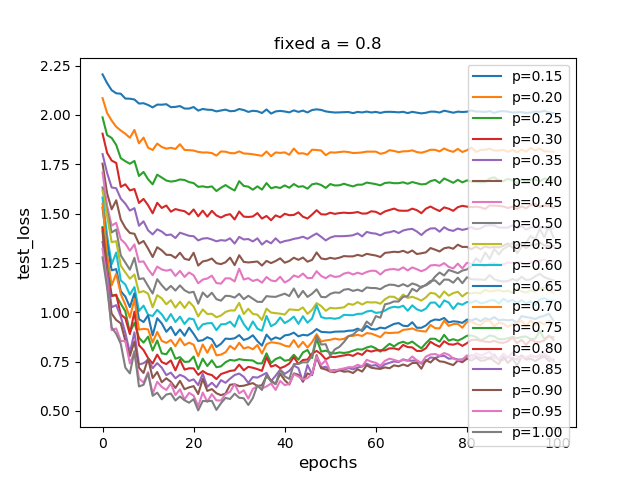 fixed a = 0.8
test_loss
2.25
2.00
1.75
1.50
1.25
1.00
0.75
0.50
0
20
40
60
80
100
epochs
p=0.15
p=0.20
p=0.25
p=0.30
p=0.35
p=0.40
p=0.45
p=0.50
p=0.55
p=0.60
p=0.65
p=0.70
p=0.75
p=0.80
p=0.85
p=0.90
p=0.95
p=1.00